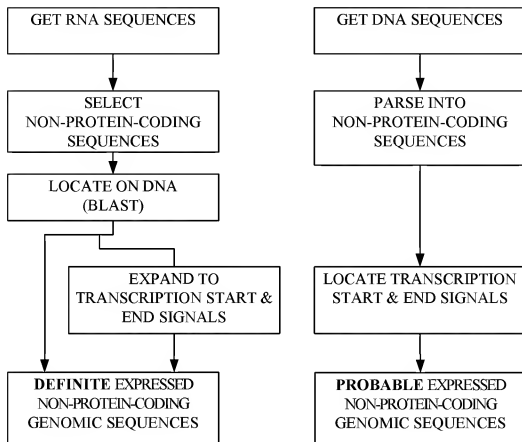 GET RNA SEQUENCES
SELECT
NON-PROTEIN-CODING
SEQUENCES
LOCATE ON DNA
(BLAST)
EXPAND TO
TRANSCRIPTION START &
END SIGNALS
DEFINITE EXPRESSED
NON-PROTEIN-CODING
GENOMIC SEQUENCES
GET DNA SEQUENCES
PARSE INTO
NON-PROTEIN-CODING
SEQUENCES
LOCATE TRANSCRIPTION
START & END SIGNALS
PROBABLE EXPRESSED
NON-PROTEIN-CODING
GENOMIC SEQUENCES